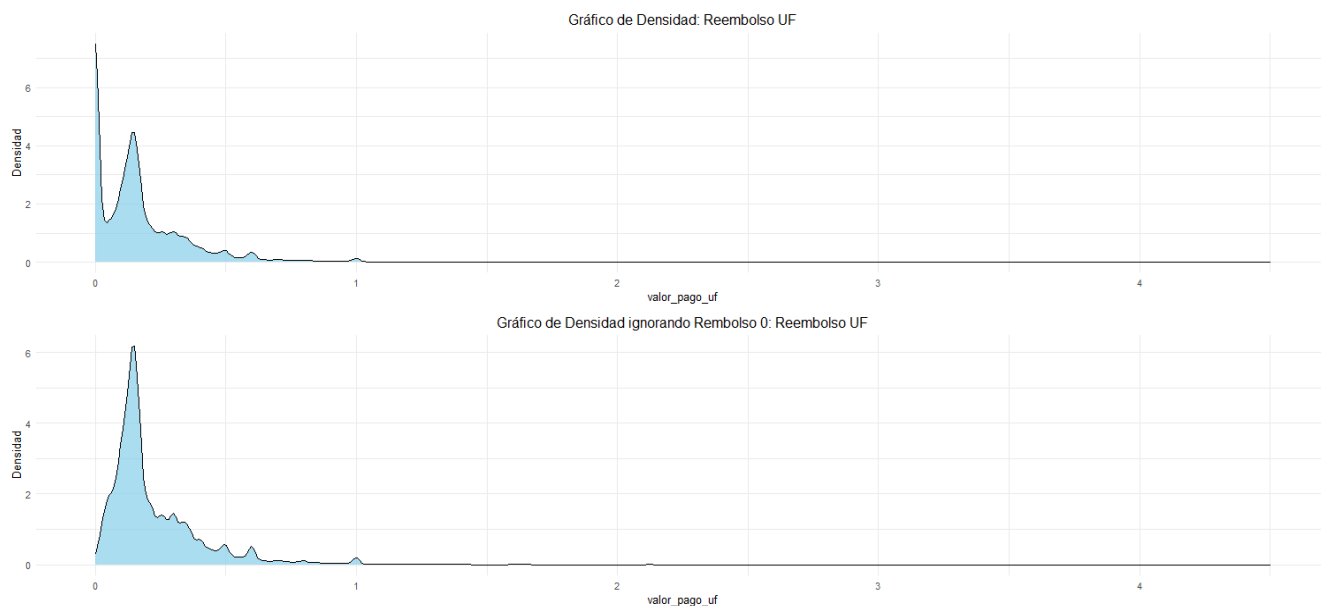 Gráfico de Densidad: Reembolso UF
Densidad
6
4
2
0
0 1 2 3 4
valor_pago_uf
Gráfico de Densidad ignorando Rembolso 0: Reembolso UF
Densidad
6
4
2
0
0 1 2 3 4
valor_pago_uf